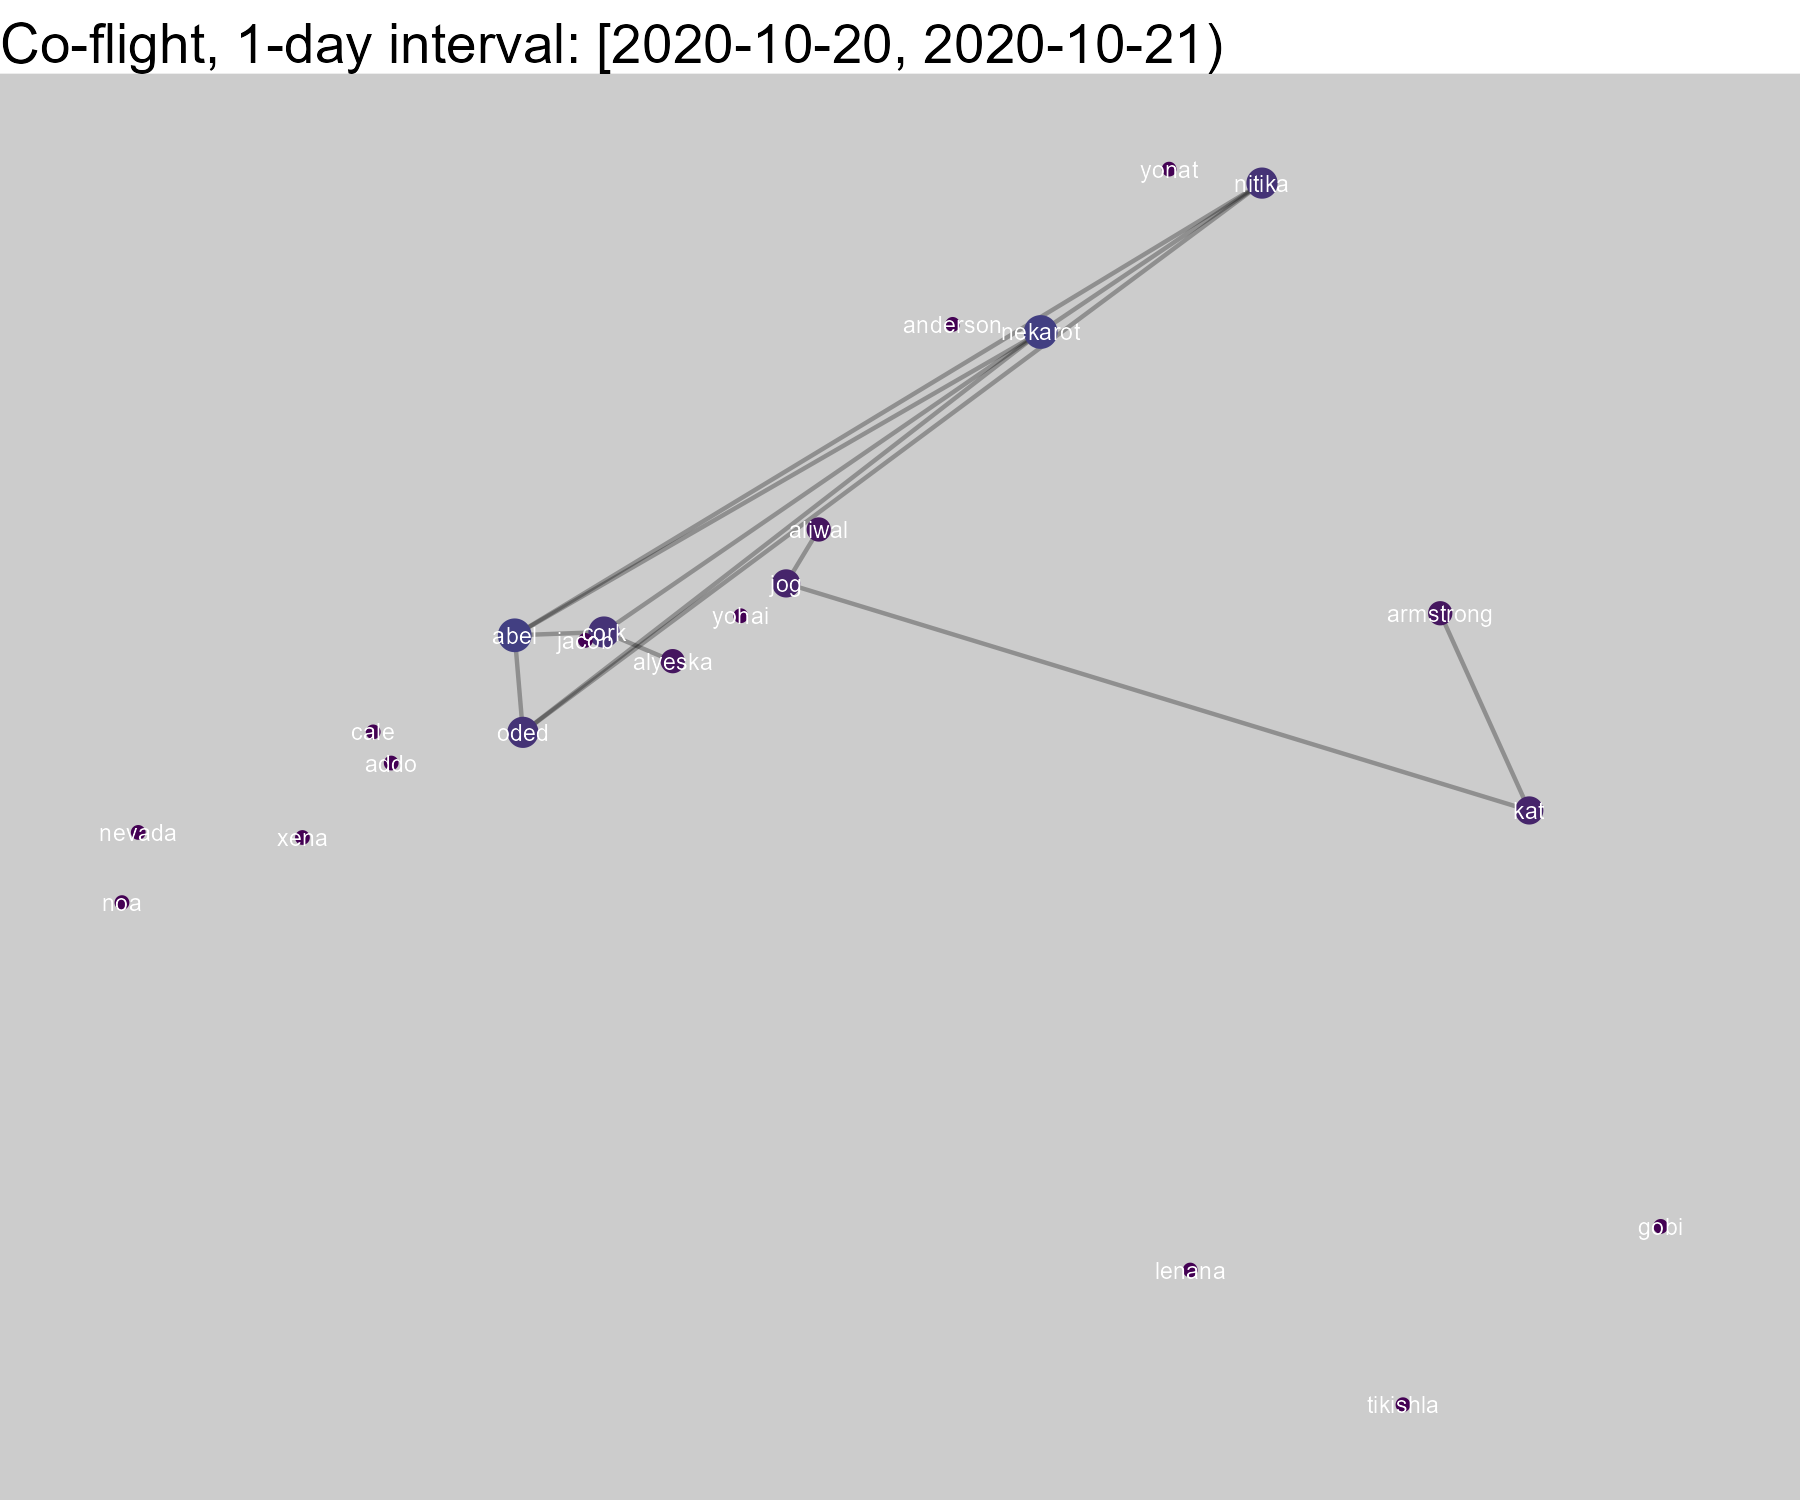 Co-flight, 1-day interval: [2020-10-20, 2020-10-21)
yonat
nitika
anderson
nekarot
aliwal
jog
yohai
armstrong
abel
cork
jacob
alyeska
cale
oded
addo
kat
nevada
xena
noa
gobi
lenana
tikishla